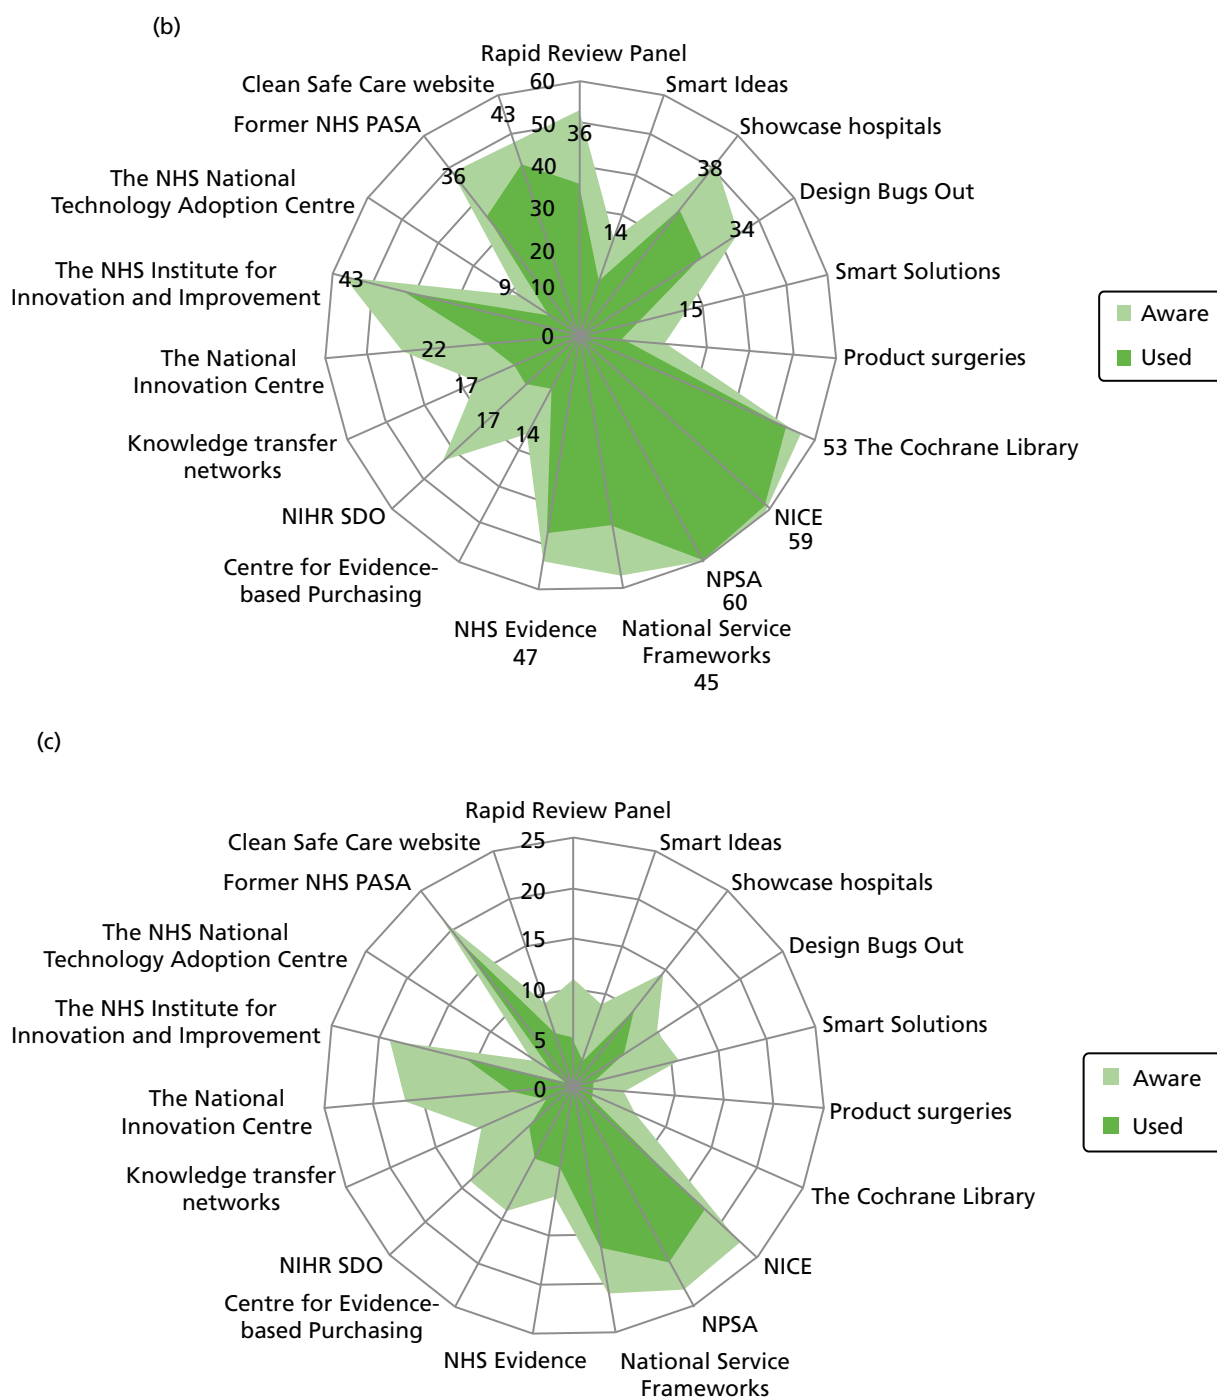 (b)
Rapid Review Panel
Clean Safe Care website
60
Smart Ideas
43
Former NHS PASA
50
36
Showcase hospitals
The NHS National
Technology Adoption Centre
36
40
38
Design Bugs Out
30
14
34
20
The NHS Institute for
Innovation and Improvement
43
9
10
Smart Solutions
15
Aware
Used
0
22
The National
Innovation Centre
Product surgeries
17
17
14
Knowledge transfer
networks
53 The Cochrane Library
NIHR SDO
NICE
59
Centre for Evidence-
based Purchasing
NPSA
60
NHS Evidence
47
National Service
Frameworks
45
(c)
Rapid Review Panel
Clean Safe Care website
25
Smart Ideas
Former NHS PASA
20
Showcase hospitals
The NHS National
Technology Adoption Centre
15
Design Bugs Out
10
The NHS Institute for
Innovation and Improvement
5
Smart Solutions
0
Aware
Used
The National
Innovation Centre
Product surgeries
Knowledge transfer
networks
The Cochrane Library
NIHR SDO
NICE
Centre for Evidence-
based Purchasing
NPSA
NHS Evidence
National Service
Frameworks